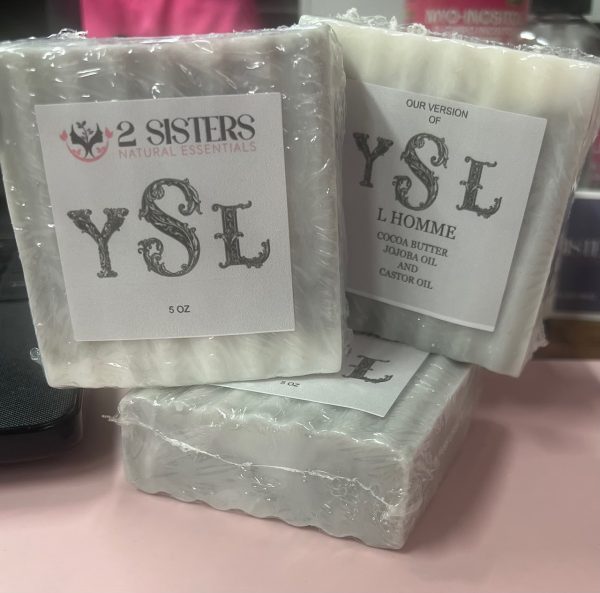 2 SISTERS
NATURAL ESSENTIALS
YSL
5 OZ
OUR VERSION
OF
YSL
L HOMME
COCOA BUTTER
JOJOBA OIL
AND
CASTOR OIL
L
5 OZ